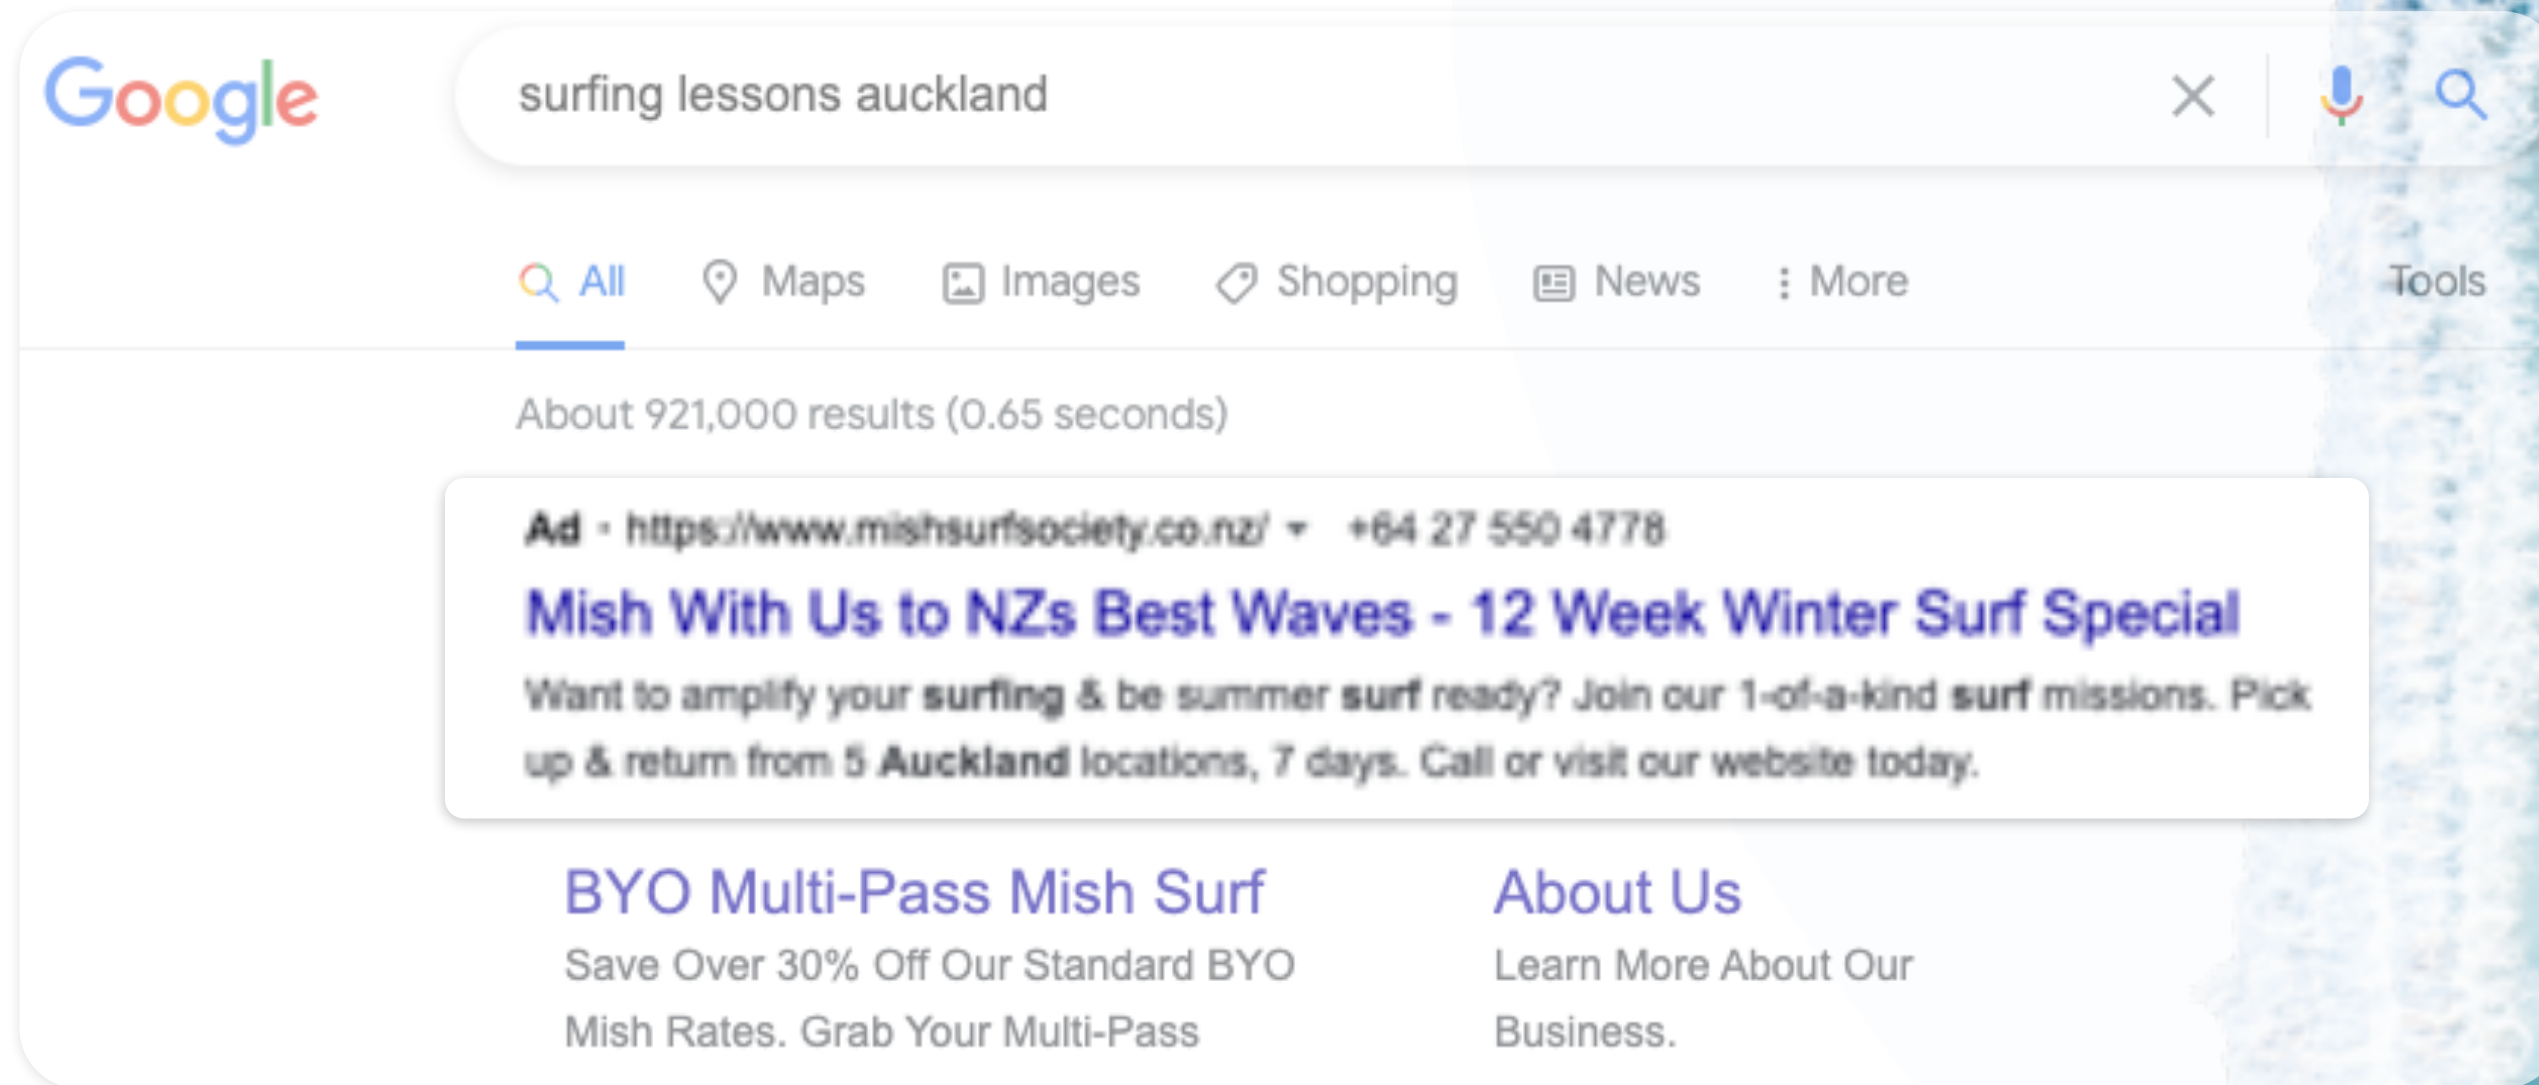 Google
surfing lessons auckland
All Maps Images Shopping News More Tools
About 921,000 results (0.65 seconds)
Ad · https://www.mishsurfsociety.co.nz/ +64 27 550 4778
Mish With Us to NZs Best Waves - 12 Week Winter Surf Special
Want to amplify your surfing & be summer surf ready? Join our 1-of-a-kind surf missions. Pick
up & return from 5 Auckland locations, 7 days. Call or visit our website today.
BYO Multi-Pass Mish Surf
Save Over 30% Off Our Standard BYO
Mish Rates. Grab Your Multi-Pass
About Us
Learn More About Our
Business.